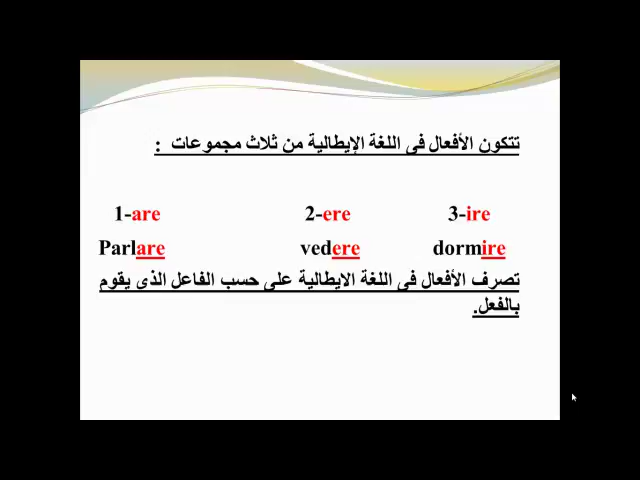 تتكون الأفعال فى اللغة الإيطالية من ثلاث مجموعات :
1-are 2-ere 3-ire
Parlare vedere dormire
تصرف الأفعال فى اللغة الايطالية على حسب الفاعل الذى يقوم
بالفعل.